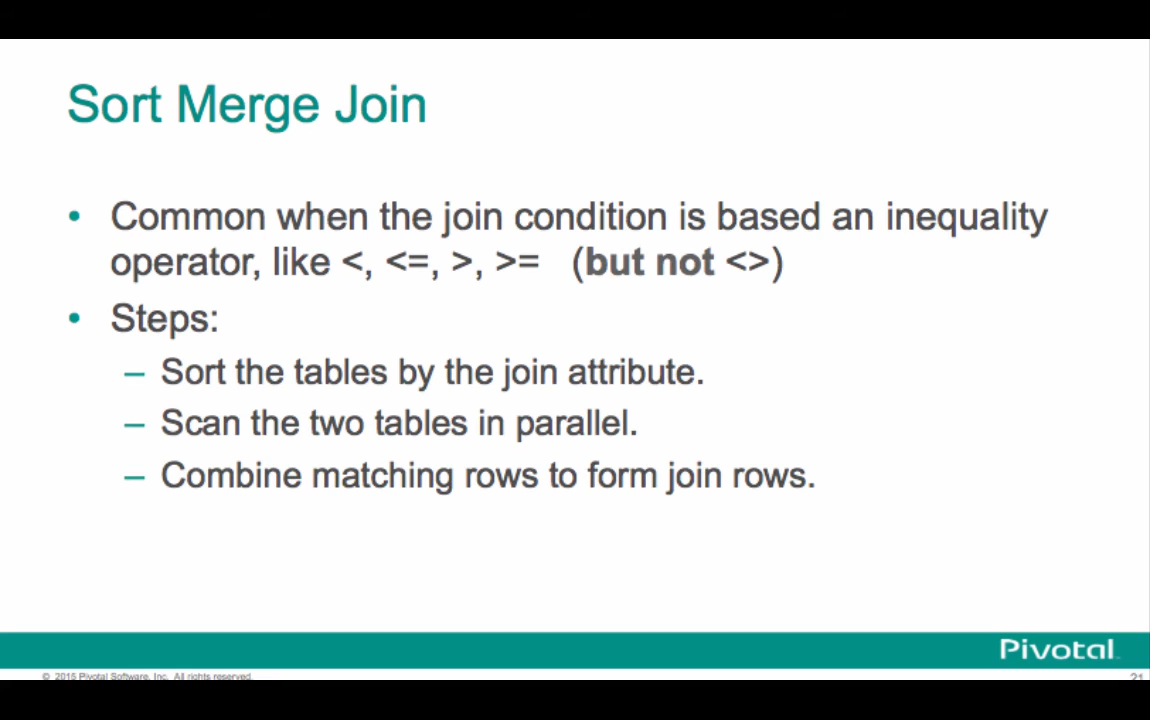 Sort Merge Join
• Common when the join condition is based an inequality
operator, like <, <=, >, >= (but not <>)
• Steps:
– Sort the tables by the join attribute.
– Scan the two tables in parallel.
– Combine matching rows to form join rows.
Pivotal
© 2015 Pivotal Software, Inc. All rights reserved.
21